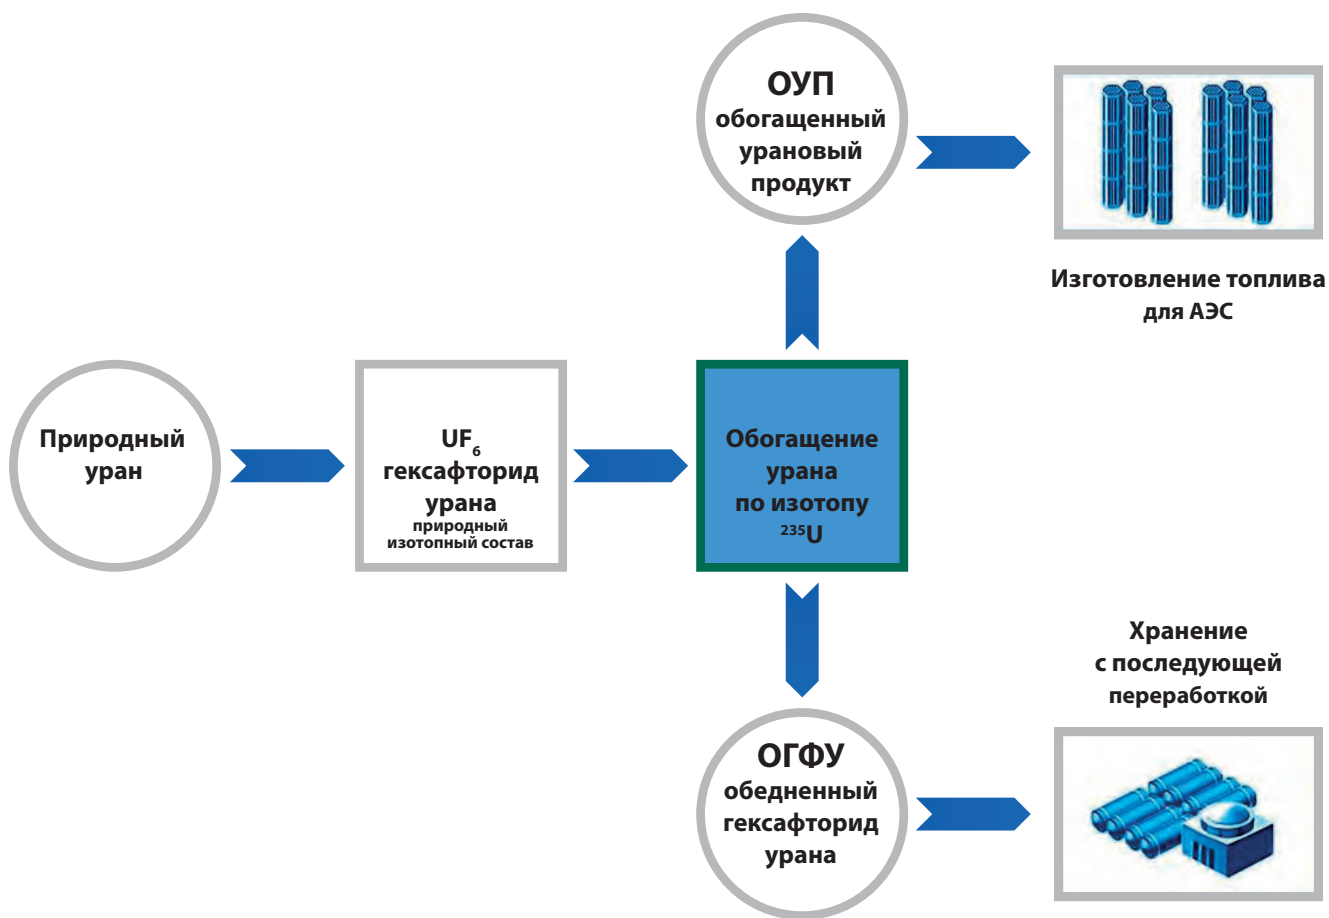 Природный
уран
UF6
гексафторид
урана
природный
изотопный состав
Обогащение
урана
по изотопу
²³⁵U
ОУП
обогащенный
урановый
продукт
Изготовление топлива
для АЭС
ОГФУ
обедненный
гексафторид
урана
Хранение
с последующей
переработкой